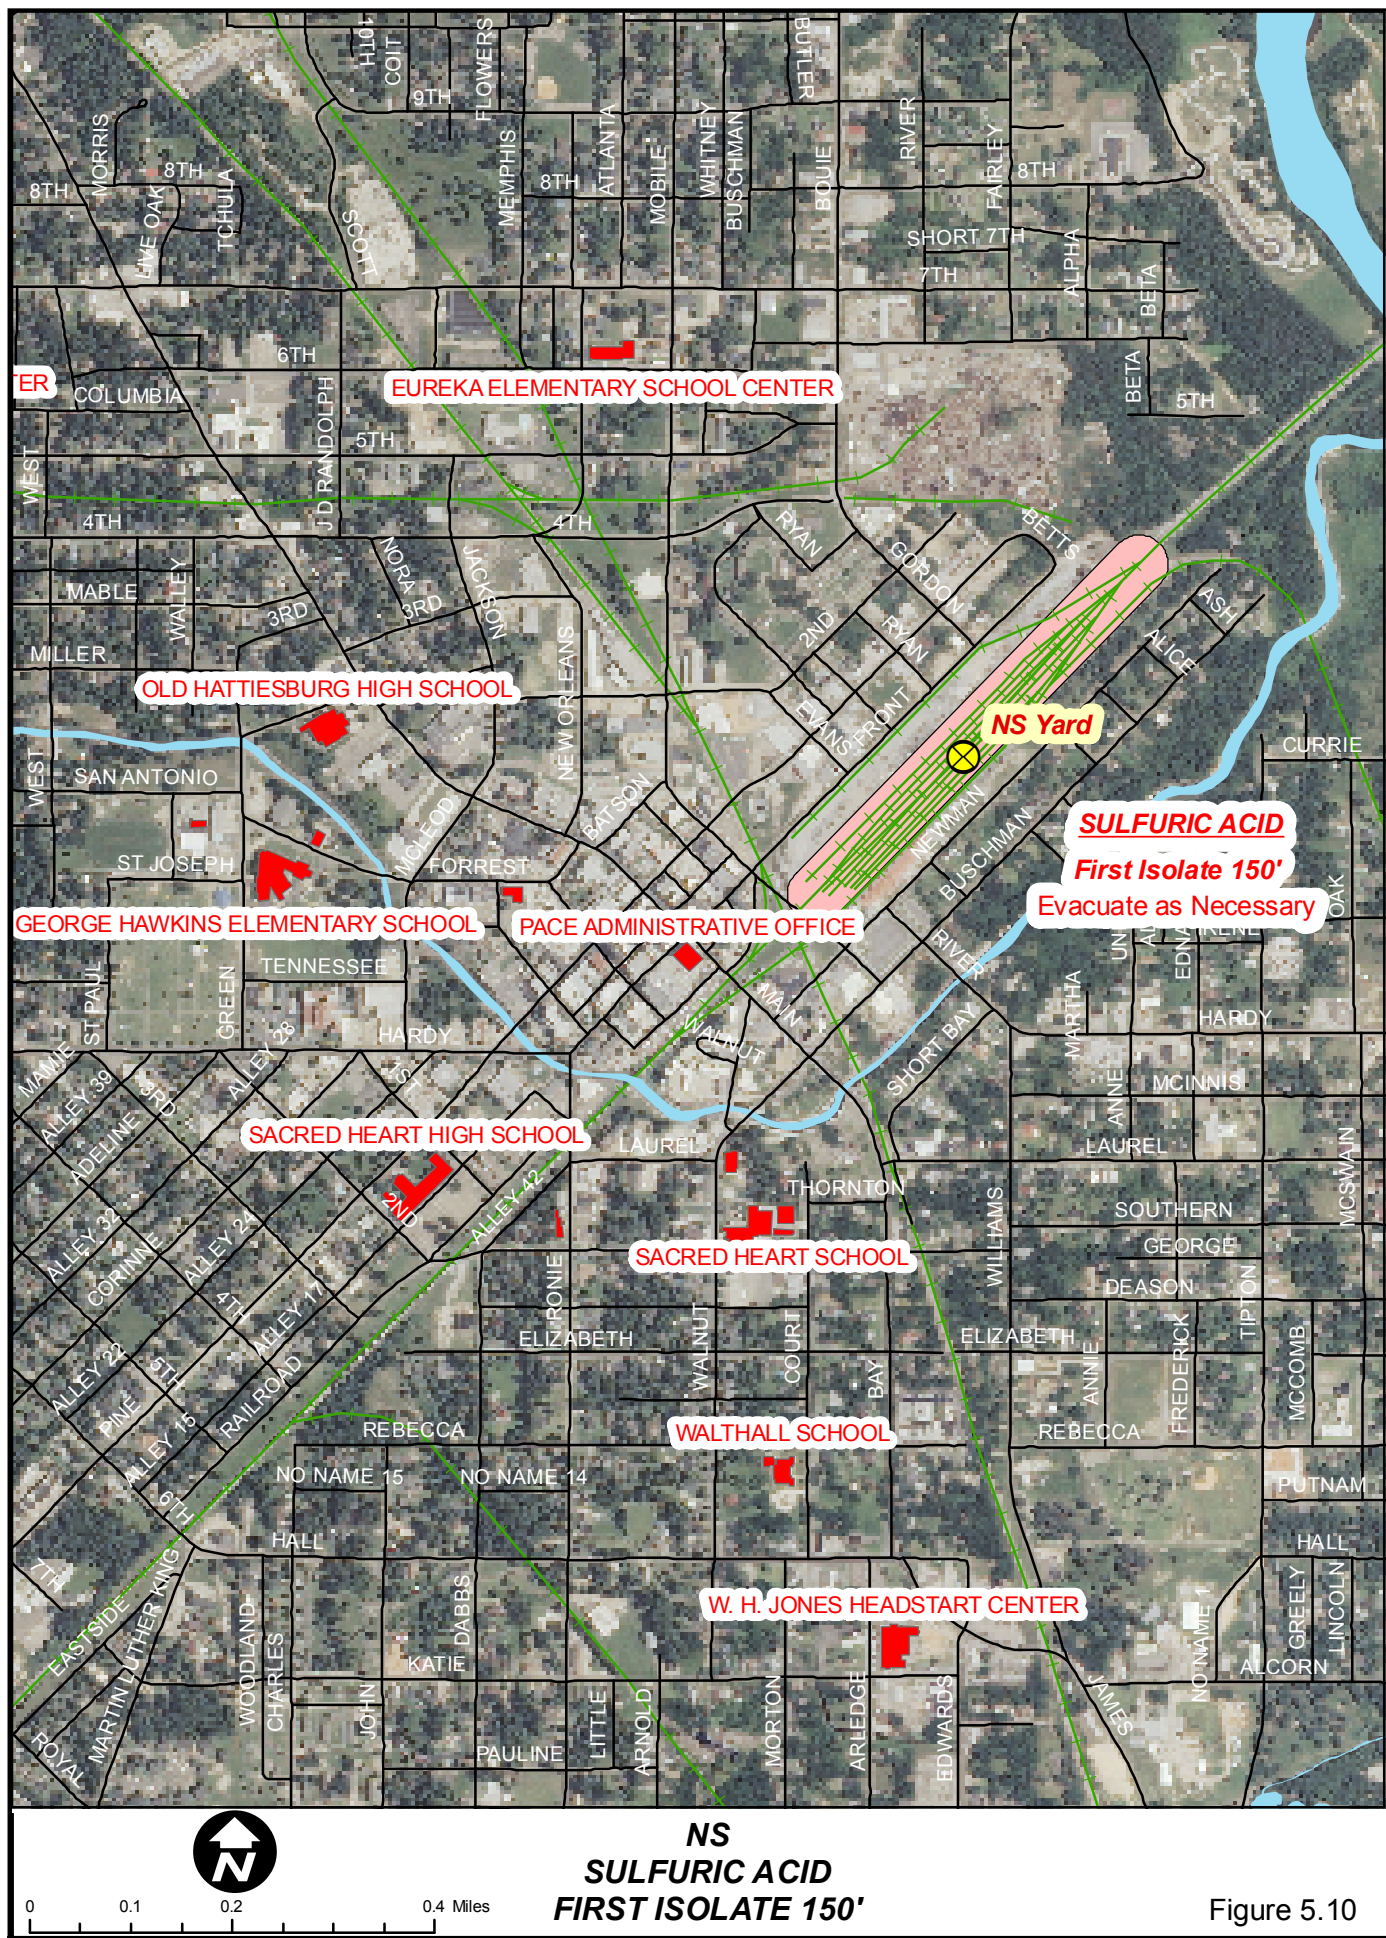 10TH
COIT
FLOWERS
BUTLER
9TH
MORRIS
MEMPHIS
ATLANTA
MOBILE
WHITNEY
BUSCHMAN
BOUIE
RIVER
FAIRLEY
8TH
8TH
8TH
8TH
LIVE OAK
TCHULA
SCOTT
SHORT 7TH
7TH
ALPHA
BETA
6TH
TER
COLUMBIA
EUREKA ELEMENTARY SCHOOL CENTER
BETA
5TH
J D RANDOLPH
5TH
WEST
4TH
4TH
RYAN
BETTS
GORDON
NORA
JACKSON
MABLE
WALLEY
3RD
3RD
2ND
RYAN
ASH
ALICE
MILLER
NEW ORLEANS
OLD HATTIESBURG HIGH SCHOOL
EVANS
FRONT
NS Yard
CURRIE
WEST
SAN ANTONIO
BATSON
MCLEOD
NEWMAN
BUSCHMAN
SULFURIC ACID
First Isolate 150'
Evacuate as Necessary
OAK
ST JOSEPH
FORREST
GEORGE HAWKINS ELEMENTARY SCHOOL
PACE ADMINISTRATIVE OFFICE
RIVER
UN
AL
EDNA
IRENE
TENNESSEE
ST PAUL
GREEN
MAIN
WALNUT
MARTHA
HARDY
HARDY
ALLEY 28
1ST
SHORT BAY
MAMIE
ALLEY 39
3RD
ADELINE
ANNE
MCINNIS
SACRED HEART HIGH SCHOOL
LAUREL
LAUREL
MCSWAIN
THORNTON
2ND
ALLEY 42
ALLEY 32
CORINNE
ALLEY 24
SOUTHERN
WILLIAMS
GEORGE
SACRED HEART SCHOOL
DEASON
RONIE
4TH
ALLEY 17
ELIZABETH
WALNUT
COURT
BAY
ELIZABETH
ANNIE
FREDERICK
TIPTON
MCCOMB
ALLEY 22
5TH
PINE
RAILROAD
ALLEY 15
REBECCA
WALTHALL SCHOOL
REBECCA
NO NAME 15
NO NAME 14
PUTNAM
6TH
HALL
HALL
7TH
W. H. JONES HEADSTART CENTER
EASTSIDE
MARTIN LUTHER KING
WOODLAND
CHARLES
DABBS
KATIE
NO NAME 1
GREELY
LINCOLN
ALCORN
JOHN
LITTLE
ARNOLD
MORTON
ARLEDGE
EDWARDS
JAMES
ROYAL
PAULINE
N
NS
SULFURIC ACID
FIRST ISOLATE 150'
0 0.1 0.2 0.4 Miles
Figure 5.10